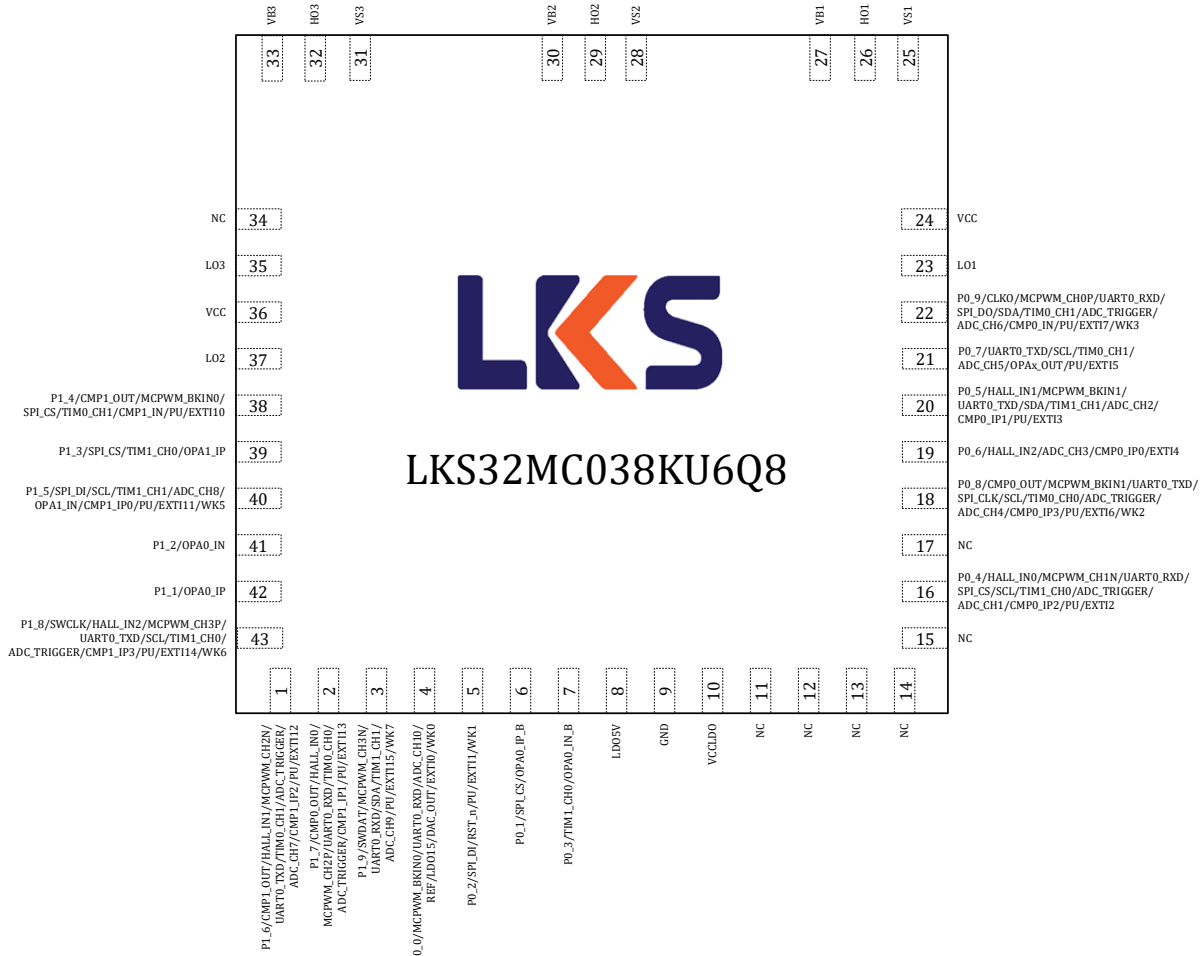 VB3
HO3
VS3
VB2
HO2
VS2
VB1
HO1
VS1
33
32
31
30
29
28
27
26
25
NC
34
LO3
35
VCC
36
LO2
37
P1_4/CMP1_OUT/MCPWM_BKIN0/
SPI_CS/TIM0_CH1/CMP1_IN/PU/EXTI10
38
P1_3/SPI_CS/TIM1_CH0/OPA1_IP
39
P1_5/SPI_DI/SCL/TIM1_CH1/ADC_CH8/
OPA1_IN/CMP1_IP0/PU/EXTI11/WK5
40
P1_2/OPA0_IN
41
P1_1/OPA0_IP
42
P1_8/SWCLK/HALL_IN2/MCPWM_CH3P/
UART0_TXD/SCL/TIM1_CH0/
ADC_TRIGGER/CMP1_IP3/PU/EXTI14/WK6
43
LKS
LKS32MC038KU6Q8
24
VCC
23
LO1
22
P0_9/CLKO/MCPWM_CH0P/UART0_RXD/
SPI_DO/SDA/TIM0_CH1/ADC_TRIGGER/
ADC_CH6/CMP0_IN/PU/EXTI7/WK3
21
P0_7/UART0_TXD/SCL/TIM0_CH1/
ADC_CH5/OPAx_OUT/PU/EXTI5
20
P0_5/HALL_IN1/MCPWM_BKIN1/
UART0_TXD/SDA/TIM1_CH1/ADC_CH2/
CMP0_IP1/PU/EXTI3
19
P0_6/HALL_IN2/ADC_CH3/CMP0_IP0/EXTI4
18
P0_8/CMP0_OUT/MCPWM_BKIN1/UART0_TXD/
SPI_CLK/SCL/TIM0_CH0/ADC_TRIGGER/
ADC_CH4/CMP0_IP3/PU/EXTI6/WK2
17
NC
16
P0_4/HALL_IN0/MCPWM_CH1N/UART0_RXD/
SPI_CS/SCL/TIM1_CH0/ADC_TRIGGER/
ADC_CH1/CMP0_IP2/PU/EXTI2
15
NC
1
2
3
4
5
6
7
8
9
10
11
12
13
14
P1_6/CMP1_OUT/HALL_IN1/MCPWM_CH2N/
UART0_TXD/TIM0_CH1/ADC_TRIGGER/
ADC_CH7/CMP1_IP2/PU/EXTI12
P1_7/CMP0_OUT/HALL_IN0/
MCPWM_CH2P/UART0_RXD/TIM0_CH0/
ADC_TRIGGER/CMP1_IP1/PU/EXTI13
P1_9/SWDAT/MCPWM_CH3N/
UART0_RXD/SDA/TIM1_CH1/
ADC_CH9/PU/EXTI15/WK7
0_0/MCPWM_BKIN0/UART0_RXD/ADC_CH10/
REF/LDO15/DAC_OUT/EXTI0/WK0
P0_2/SPI_DI/RST_n/PU/EXTI1/WK1
P0_1/SPI_CS/OPA0_IP_B
P0_3/TIM1_CH0/OPA0_IN_B
LDO5V
GND
VCCLDO
NC
NC
NC
NC